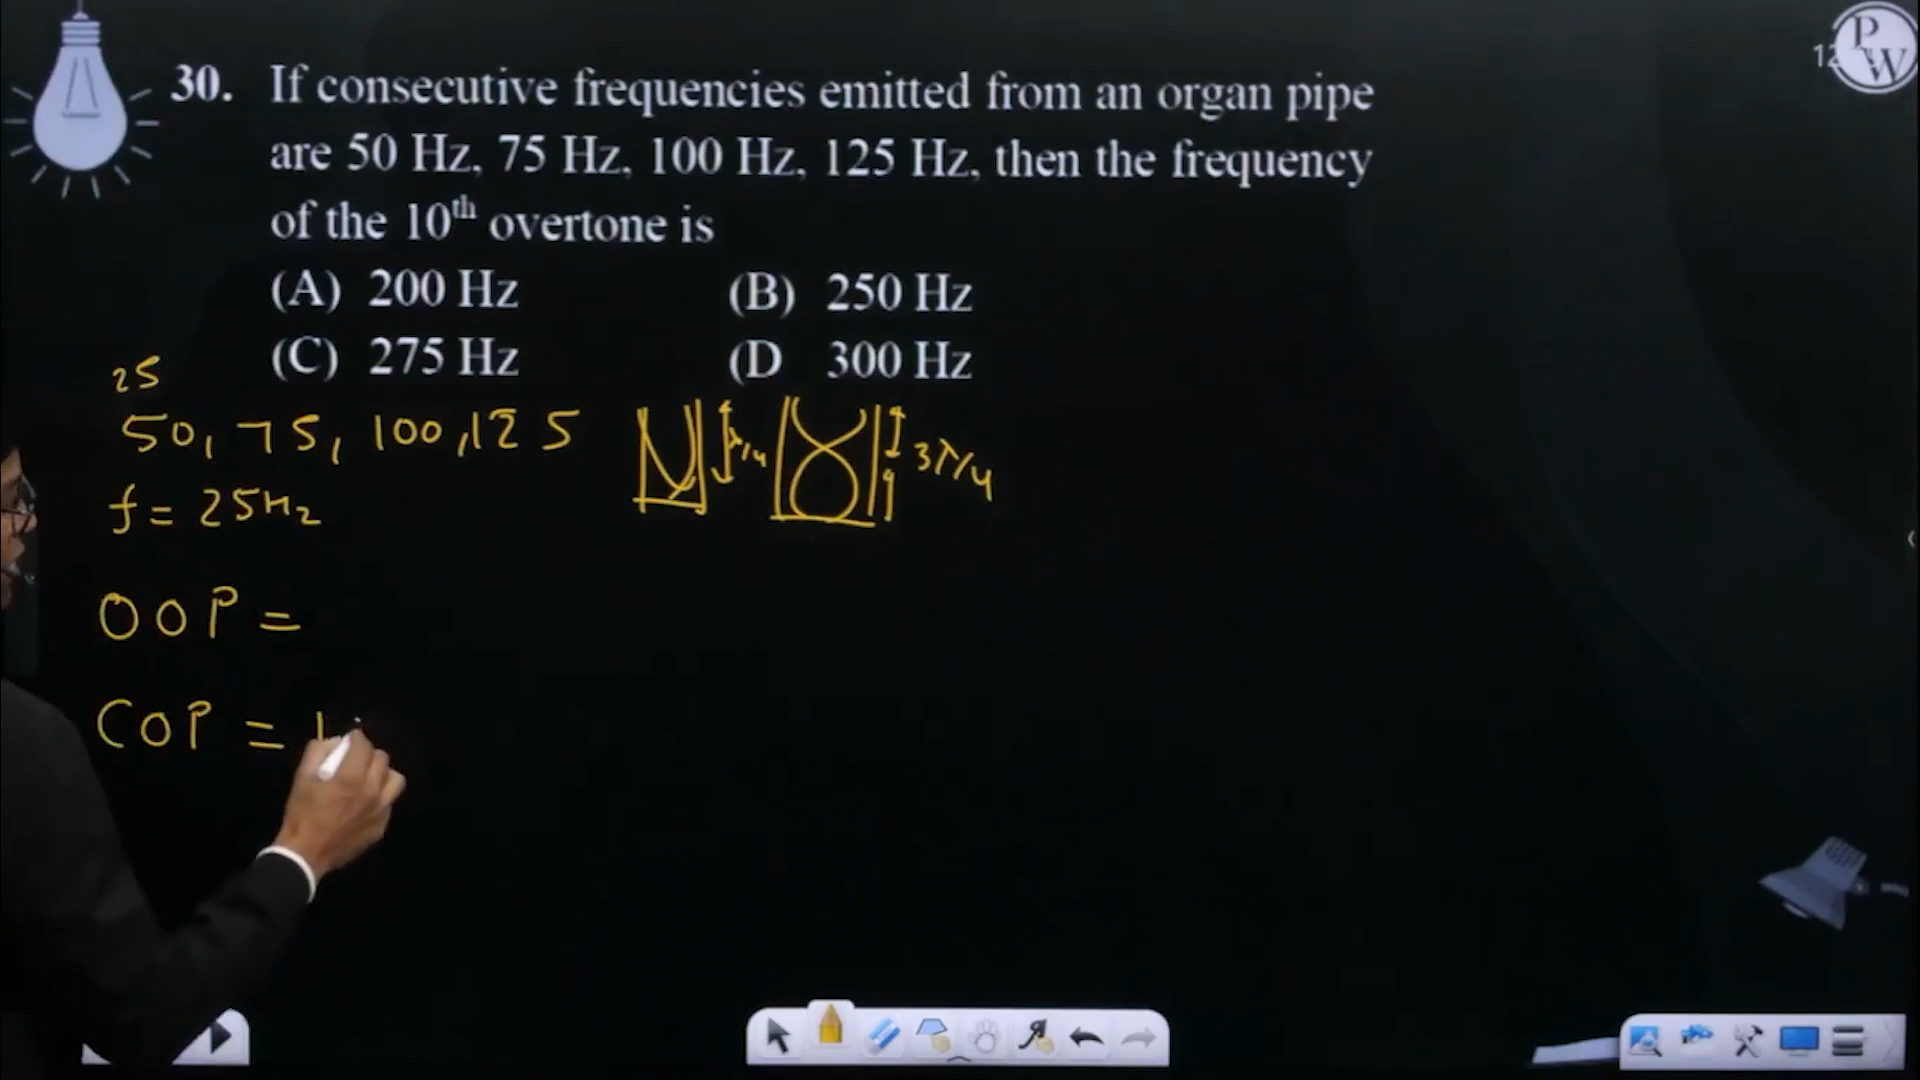 PW
30. If consecutive frequencies emitted from an organ pipe
are 50 Hz, 75 Hz, 100 Hz, 125 Hz, then the frequency
of the 10th overtone is
(A) 200 Hz (B) 250 Hz
(C) 275 Hz (D 300 Hz
25
50, 75, 100, 125
λ/4 3λ/4
f = 25Hz
OOP =
COP = 1